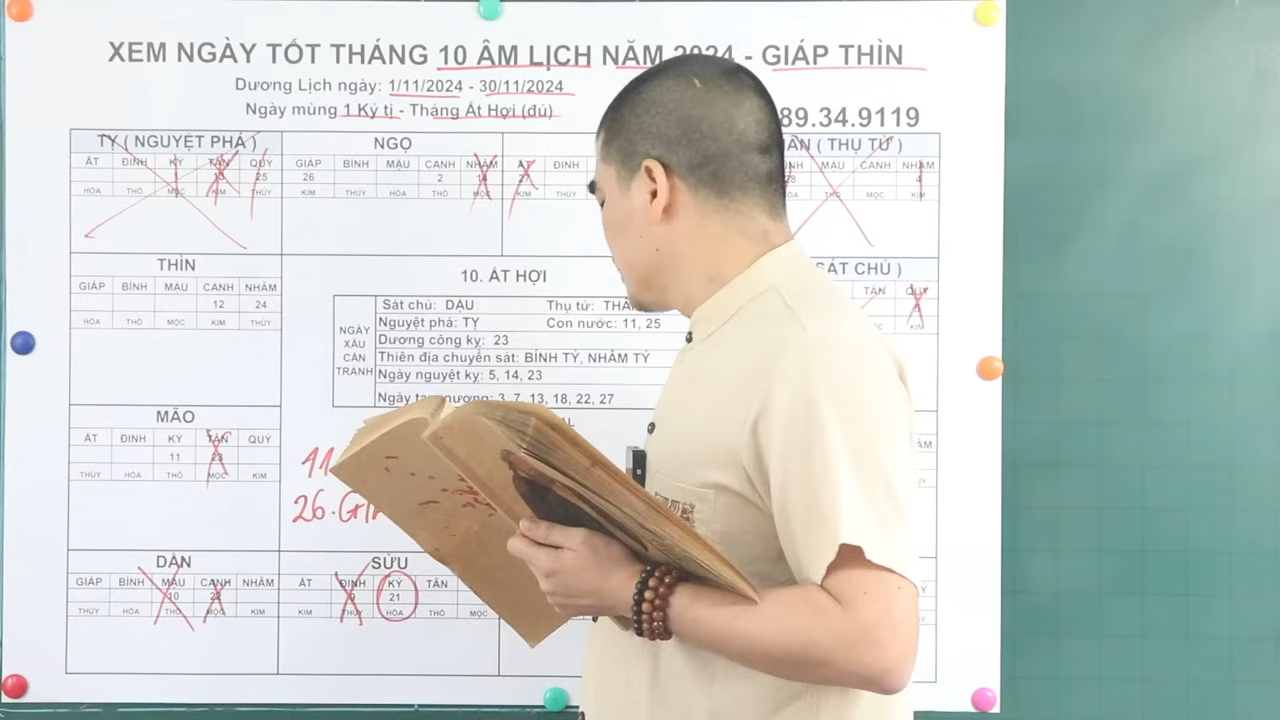 XEM NGÀY TỐT THÁNG 10 ÂM LỊCH NĂM 2024 - GIÁP THÌN
Dương Lịch ngày: 1/11/2024 - 30/11/2024
Ngày mùng 1 Kỷ tị - Tháng Ất Hợi (đủ)
89.34.9119
TỴ ( NGUYỆT PHÁ )
ẤT ĐINH KỶ TÂN QUÝ
25
HỎA THỔ MỘC KIM THỦY
NGỌ
GIÁP BÍNH MẬU CANH NHÂM
26 2 14
KIM THỦY HỎA THỔ MỘC
ẤT ĐINH
27
KIM THỦY
( THỤ TỬ )
MẬU CANH NHÂM
4
THỔ MỘC KIM
THÌN
GIÁP BÍNH MẬU CANH NHÂM
12 24
HỎA THỔ MỘC KIM THỦY
10. ẤT HỢI
NGÀY XẤU CẦN TRÁNH
Sát chủ: DẬU Thụ tử:
Nguyệt phá: TỴ Con nước: 11, 25
Dương công kỵ: 23
Thiên địa chuyển sát: BÍNH TÝ, NHÂM TÝ
Ngày nguyệt kỵ: 5, 14, 23
Ngày 3, 7, 13, 18, 22, 27
SÁT CHỦ )
TÂN QUÝ
KIM
MÃO
ẤT ĐINH KỶ TÂN QUÝ
11 23
THỦY HỎA THỔ MỘC KIM
11
26. GIÁ
DẦN
GIÁP BÍNH MẬU CANH NHÂM
10 22
THỦY HỎA THỔ MỘC KIM
SỬU
ẤT ĐINH KỶ TÂN
9 21
KIM THỦY HỎA THỔ MỘC